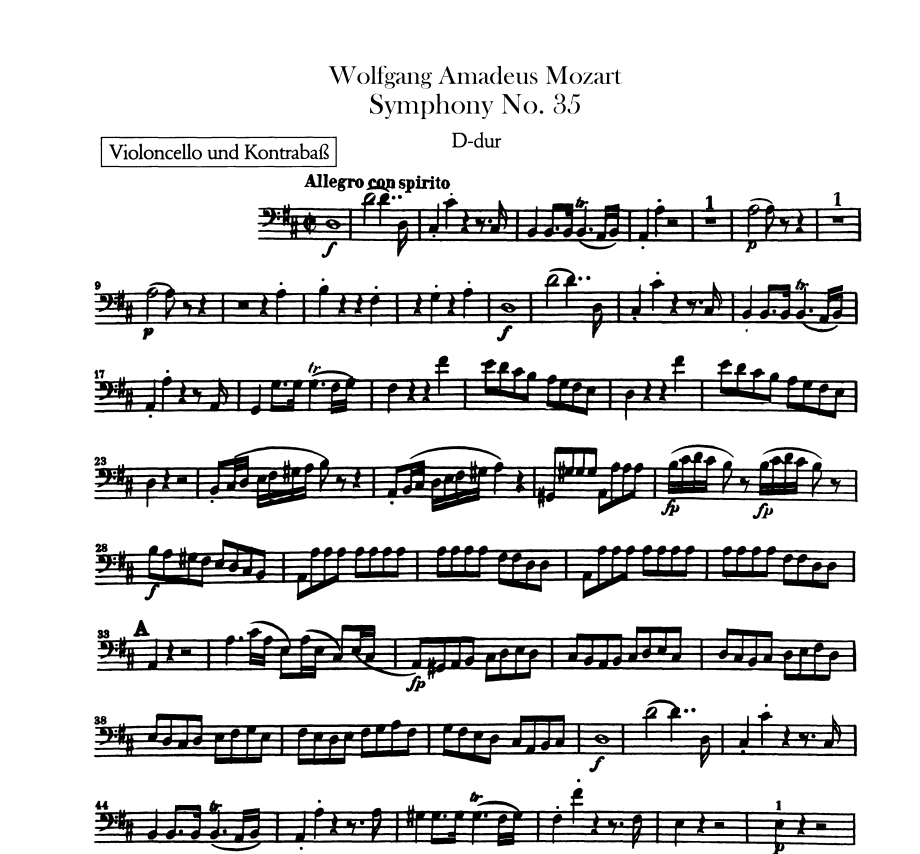 Wolfgang Amadeus Mozart
Symphony No. 35
D-dur
Violoncello und Kontrabaß
Allegro con spirito
tr. 1 1
f p
9 tr.
p f
17 tr
23
fp fp
28
f
33 A
fp
38
f
44 tr. tr. 1
p